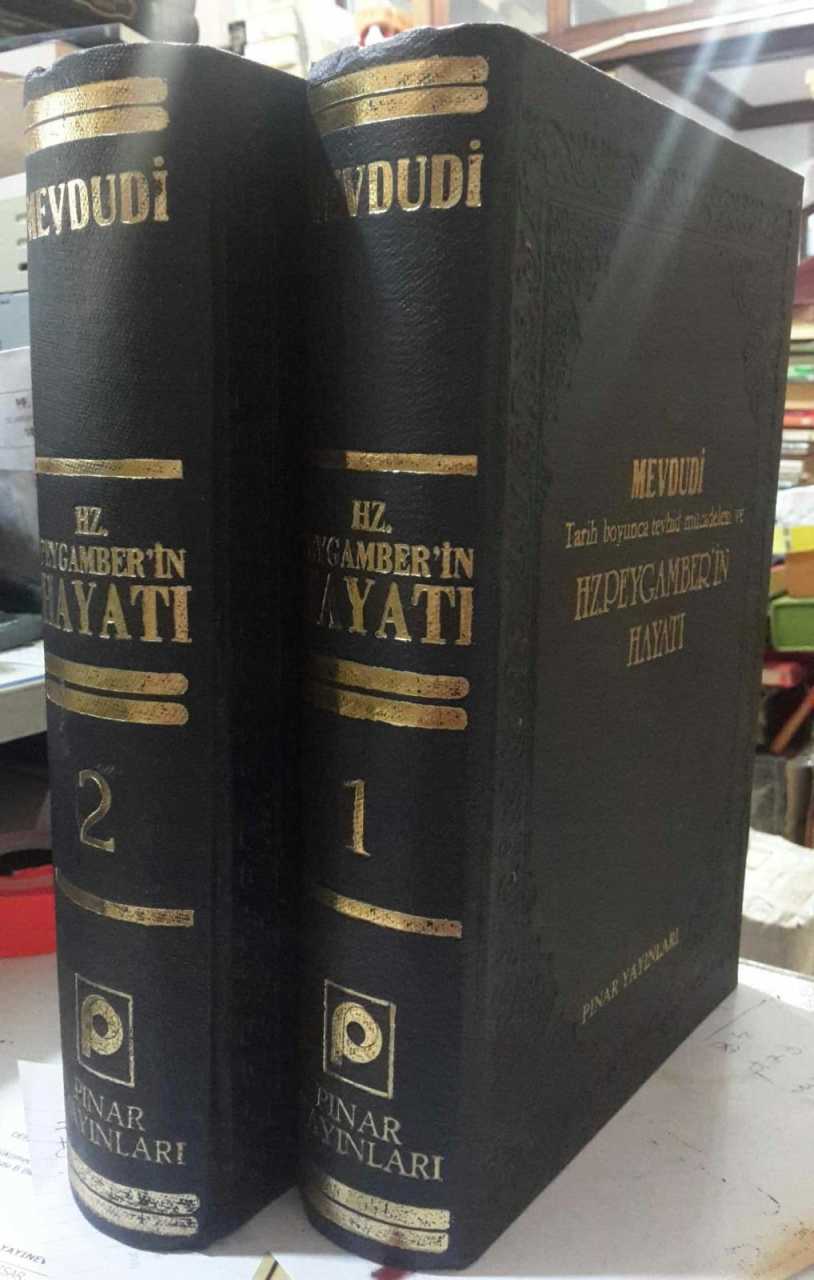 MEVDUDİ
HZ.
PEYGAMBER'İN
HAYATI
2
PINAR
YAYINLARI
MEVDUDİ
HZ.
PEYGAMBER'İN
HAYATI
1
PINAR
YAYINLARI
MEVDUDİ
Tarih boyunca tevhid mücadelesi ve
HZ.PEYGAMBER'İN
HAYATI
PINAR YAYINLARI
YAYINEV